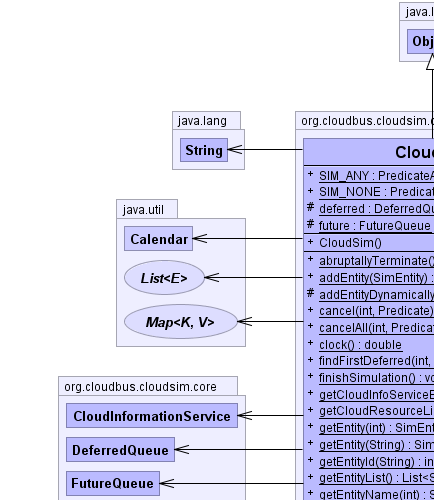 java.l
Obj
java.lang
String
org.cloudbus.cloudsim.c
Cloud
+ SIM_ANY : PredicateA
+ SIM_NONE : Predicat
# deferred : DeferredQu
# future : FutureQueue
+ CloudSim()
+ abruptallyTerminate()
+ addEntity(SimEntity) :
# addEntityDynamically
+ cancel(int, Predicate)
+ cancelAll(int, Predicat
+ clock() : double
+ findFirstDeferred(int,
+ finishSimulation() : vo
+ getCloudInfoServiceE
+ getCloudResourceLi
+ getEntity(int) : SimEnt
+ getEntity(String) : Sim
+ getEntityId(String) : in
+ getEntityList() : List<S
+ getEntityName(int) : S
java.util
Calendar
List<E>
Map<K, V>
org.cloudbus.cloudsim.core
CloudInformationService
DeferredQueue
FutureQueue